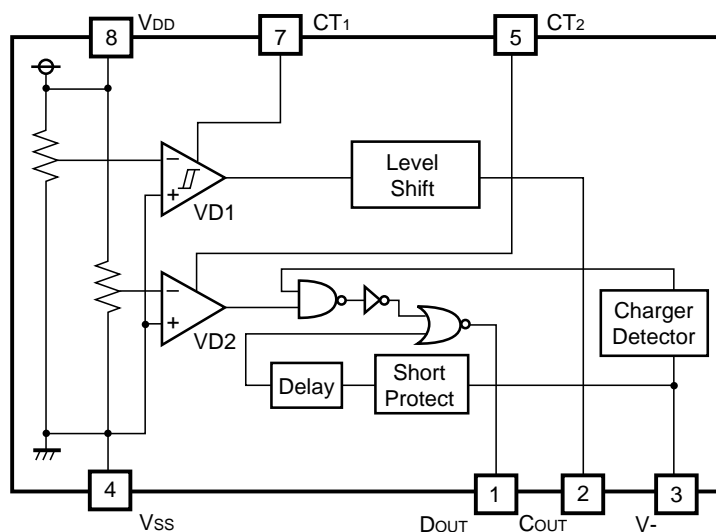 VDD
8
CT1
7
CT2
5
−
+
VD1
Level
Shift
−
+
VD2
Charger
Detector
Delay
Short
Protect
4
VSS
1
DOUT
2
COUT
3
V-